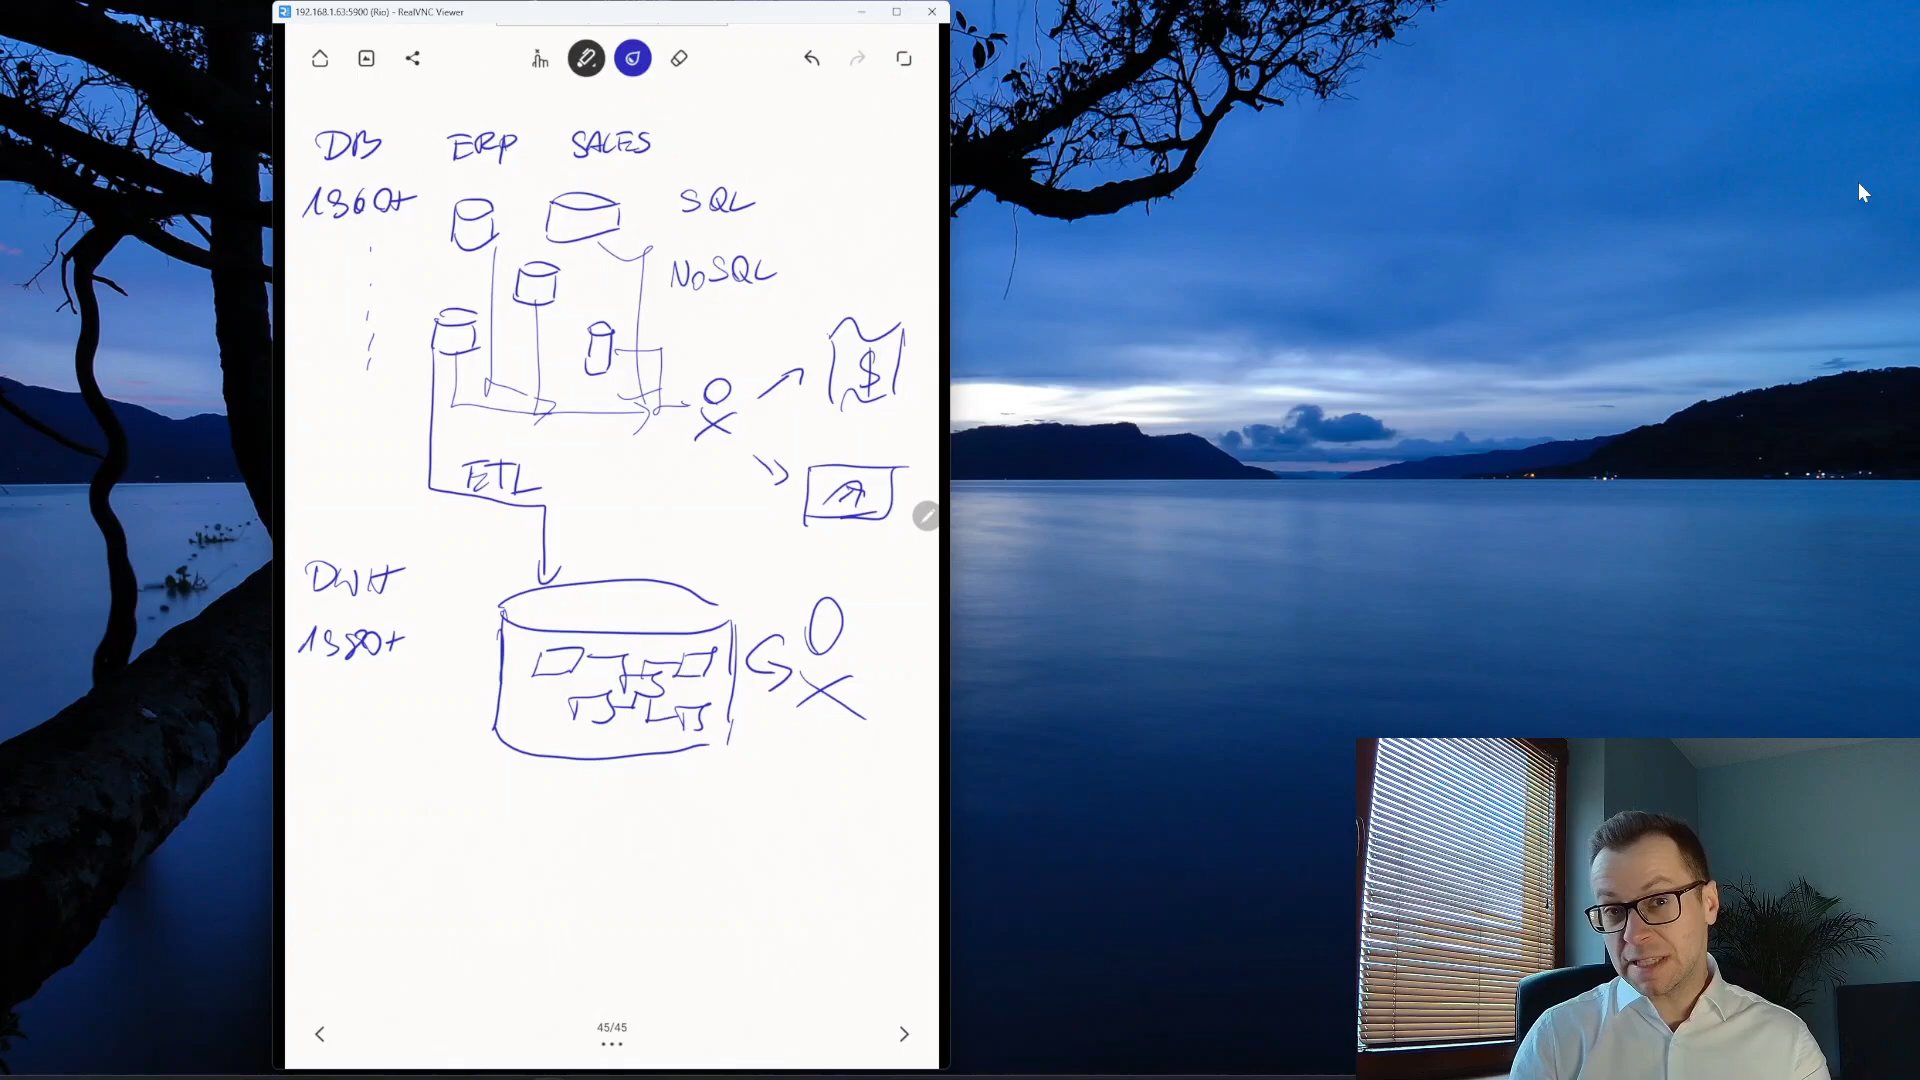 192.168.1.63:5900 (Rio) - RealVNC Viewer
DB ERP SALES
1960+ SQL
NoSQL
$
ETL
DWH
1980+
45/45